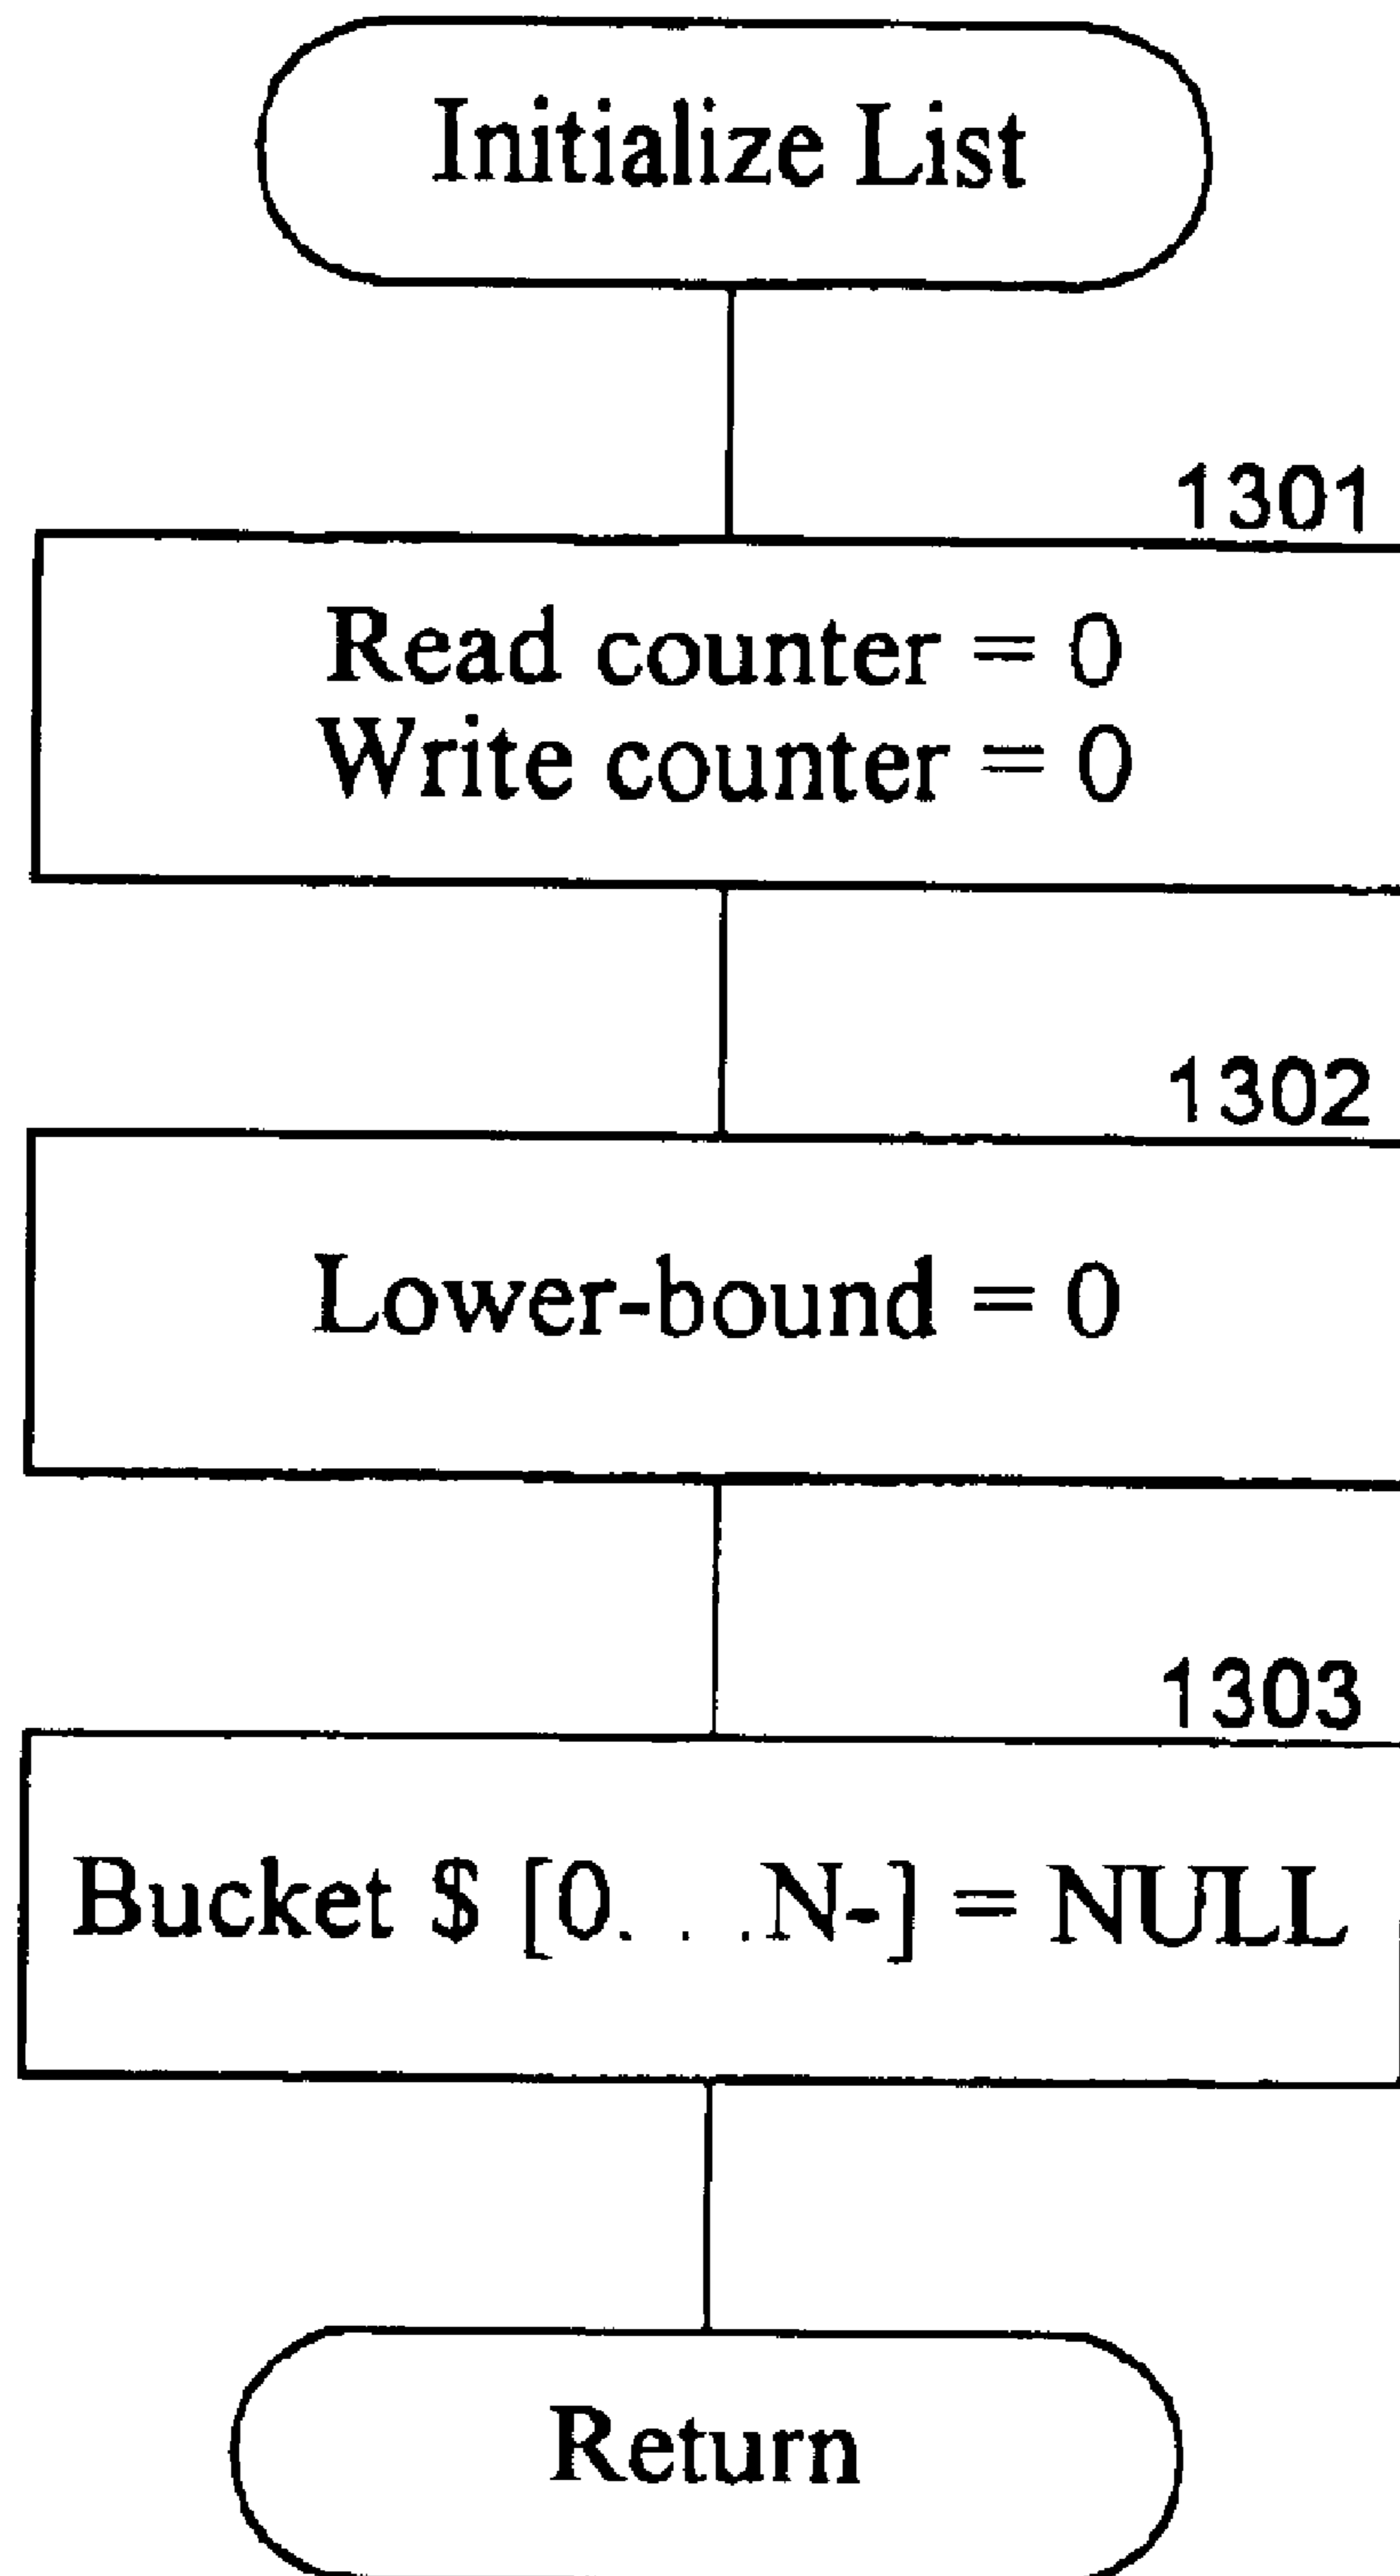 Initialize List
1301
Read counter = 0
Write counter = 0
1302
Lower-bound = 0
1303
Bucket $ [0. . .N-] = NULL
Return